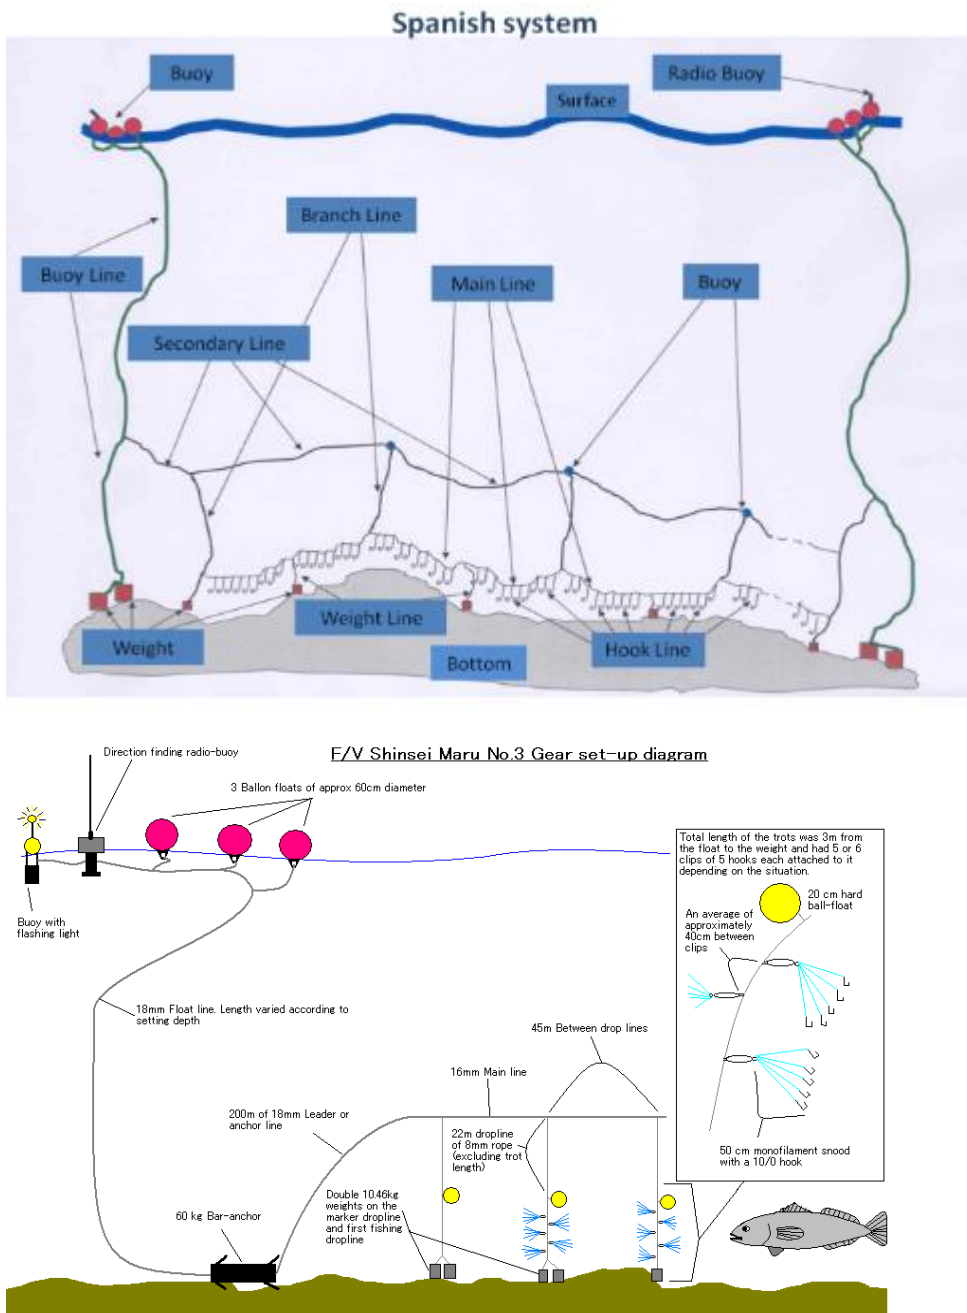 Spanish system
Buoy
Radio Buoy
Surface
Branch Line
Buoy Line
Main Line
Buoy
Secondary Line
Weight
Weight Line
Hook Line
Bottom
F/V Shinsei Maru No.3 Gear set-up diagram
Direction finding radio-buoy
3 Ballon floats of approx 60cm diameter
Buoy with
flashing light
18mm Float line. Length varied according to
setting depth
45m Between drop lines
16mm Main line
200m of 18mm Leader or
anchor line
22m dropline
of 8mm rope
(excluding trot
length)
Double 10.46kg
weights on the
marker dropline
and first fishing
dropline
60 kg Bar-anchor
Total length of the trots was 3m from
the float to the weight and had 5 or 6
clips of 5 hooks each attached to it
depending on the situation.
20 cm hard
ball-float
An average of
approximately
40cm between
clips
50 cm monofilament snood
with a 10/0 hook